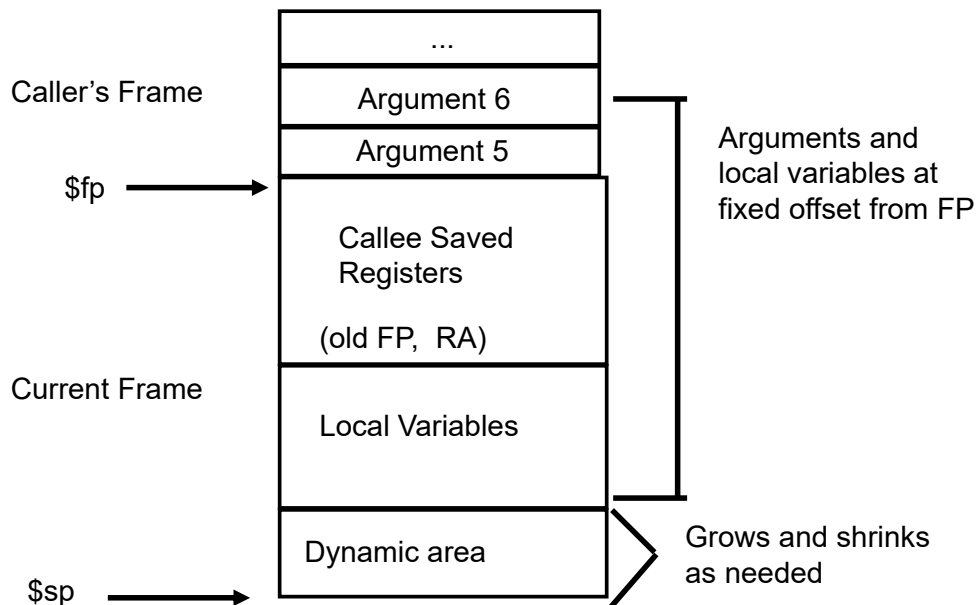 ...
Caller’s Frame
Argument 6
Argument 5
Arguments and
local variables at
fixed offset from FP
$fp
Callee Saved
Registers
(old FP, RA)
Current Frame
Local Variables
Dynamic area
Grows and shrinks
as needed
$sp